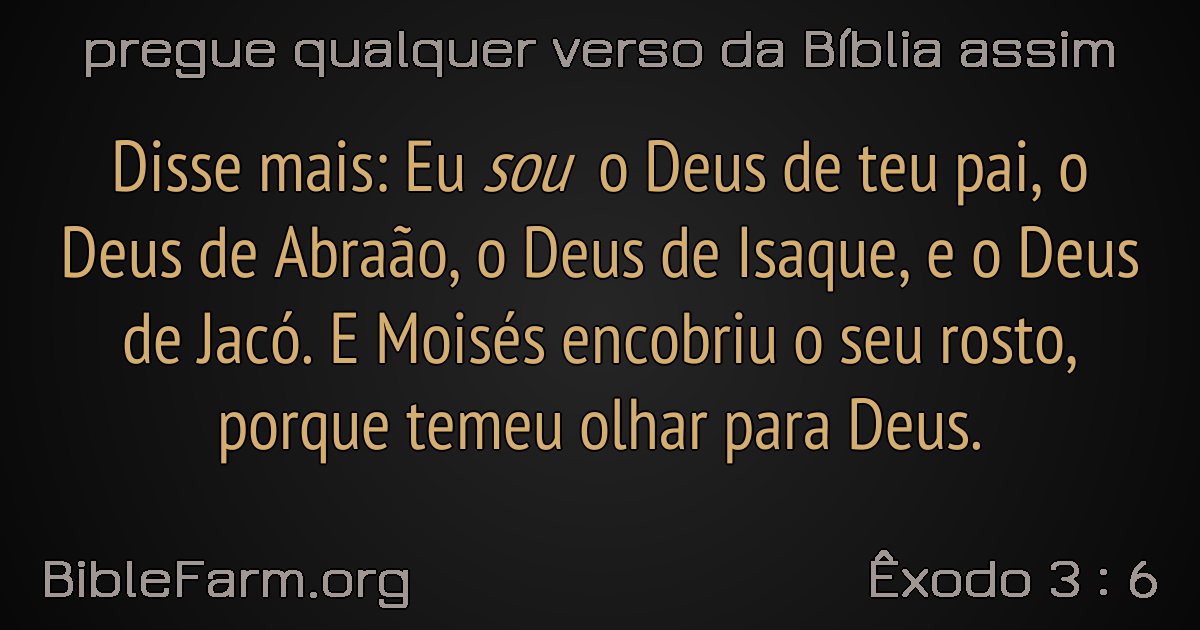 pregue qualquer verso da Bíblia assim
Disse mais: Eu sou o Deus de teu pai, o
Deus de Abraão, o Deus de Isaque, e o Deus
de Jacó. E Moisés encobriu o seu rosto,
porque temeu olhar para Deus.
BibleFarm.org
Êxodo 3 : 6